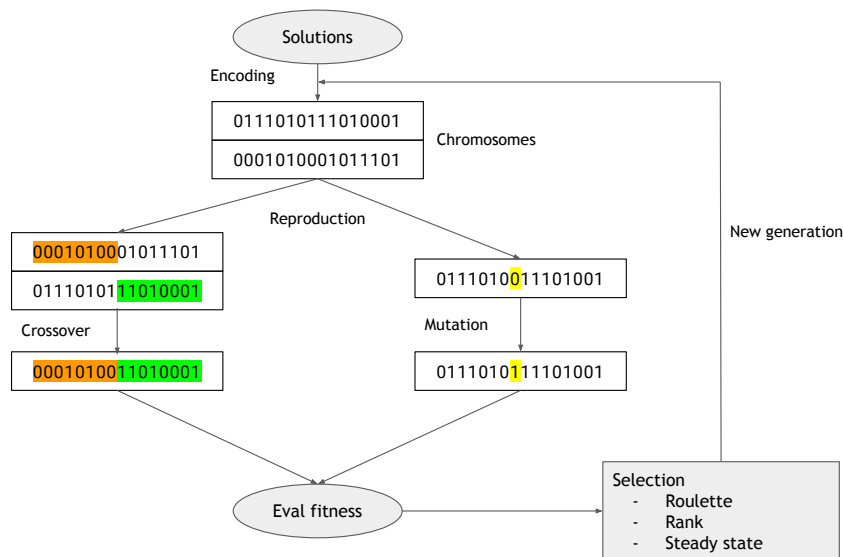 Solutions
Encoding
0111010111010001
Chromosomes
0001010001011101
Reproduction
New generation
0001010001011101
0111010111010001
0111010011101001
Crossover
Mutation
0001010011010001
0111010111101001
Eval fitness
Selection
- Roulette
- Rank
- Steady state